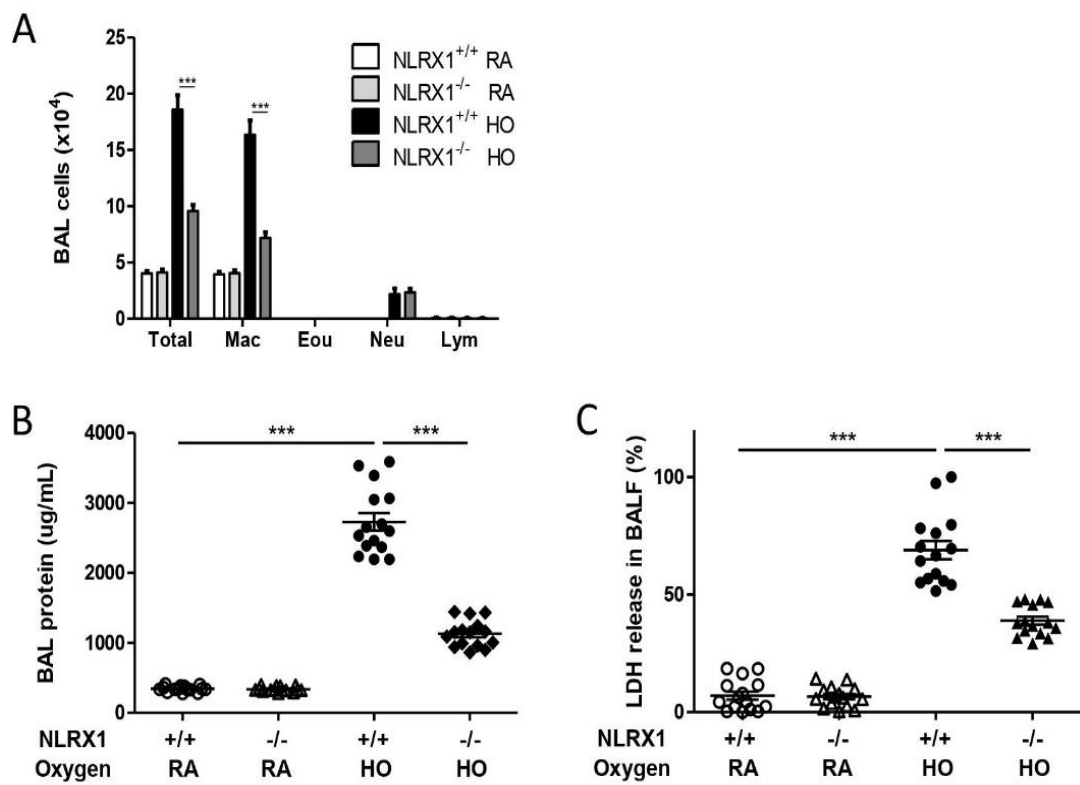 A
25
20
15
10
5
0
BAL cells (x10⁴)
NLRX1+/+ RA
NLRX1-/- RA
NLRX1+/+ HO
NLRX1-/- HO
***
***
Total Mac Eou Neu Lym
B
4000
3000
2000
1000
0
BAL protein (ug/mL)
*** ***
NLRX1 +/+ -/- +/+ -/-
Oxygen RA RA HO HO
C
100
50
0
LDH release in BALF (%)
*** ***
NLRX1 +/+ -/- +/+ -/-
Oxygen RA RA HO HO